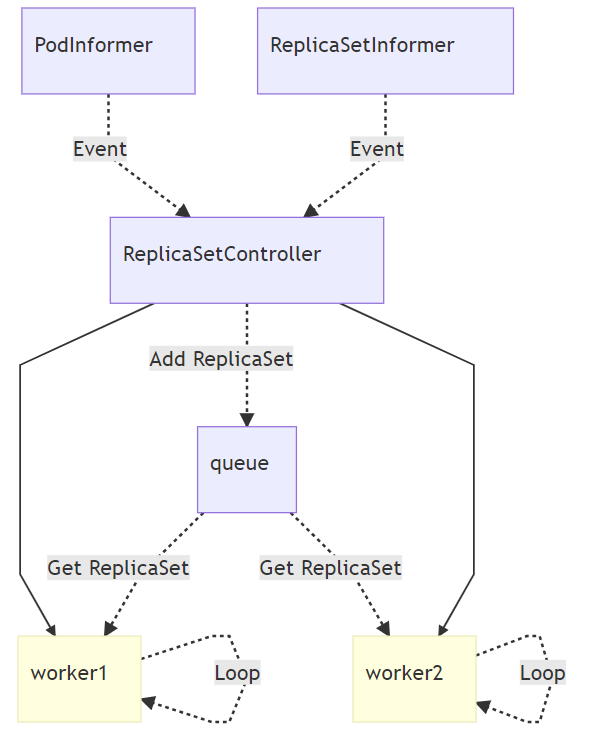 PodInformer
ReplicaSetInformer
Event
Event
ReplicaSetController
Add ReplicaSet
queue
Get ReplicaSet
Get ReplicaSet
worker1
Loop
worker2
Loop